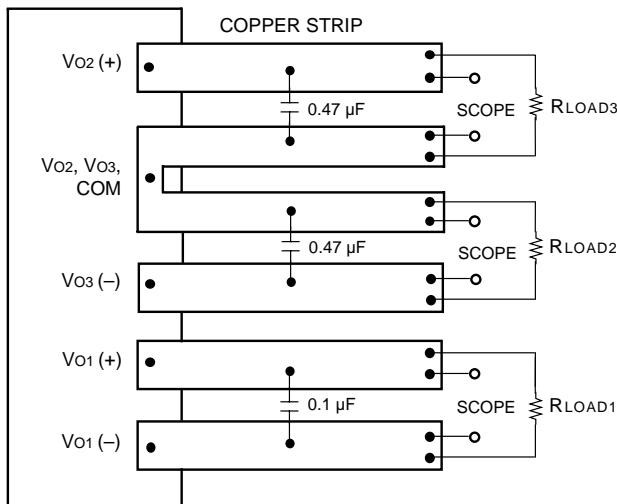 COPPER STRIP
VO2 (+)
0.47 µF
SCOPE
RLOAD3
VO2, VO3,
COM
0.47 µF
SCOPE
RLOAD2
VO3 (–)
VO1 (+)
0.1 µF
SCOPE
RLOAD1
VO1 (–)